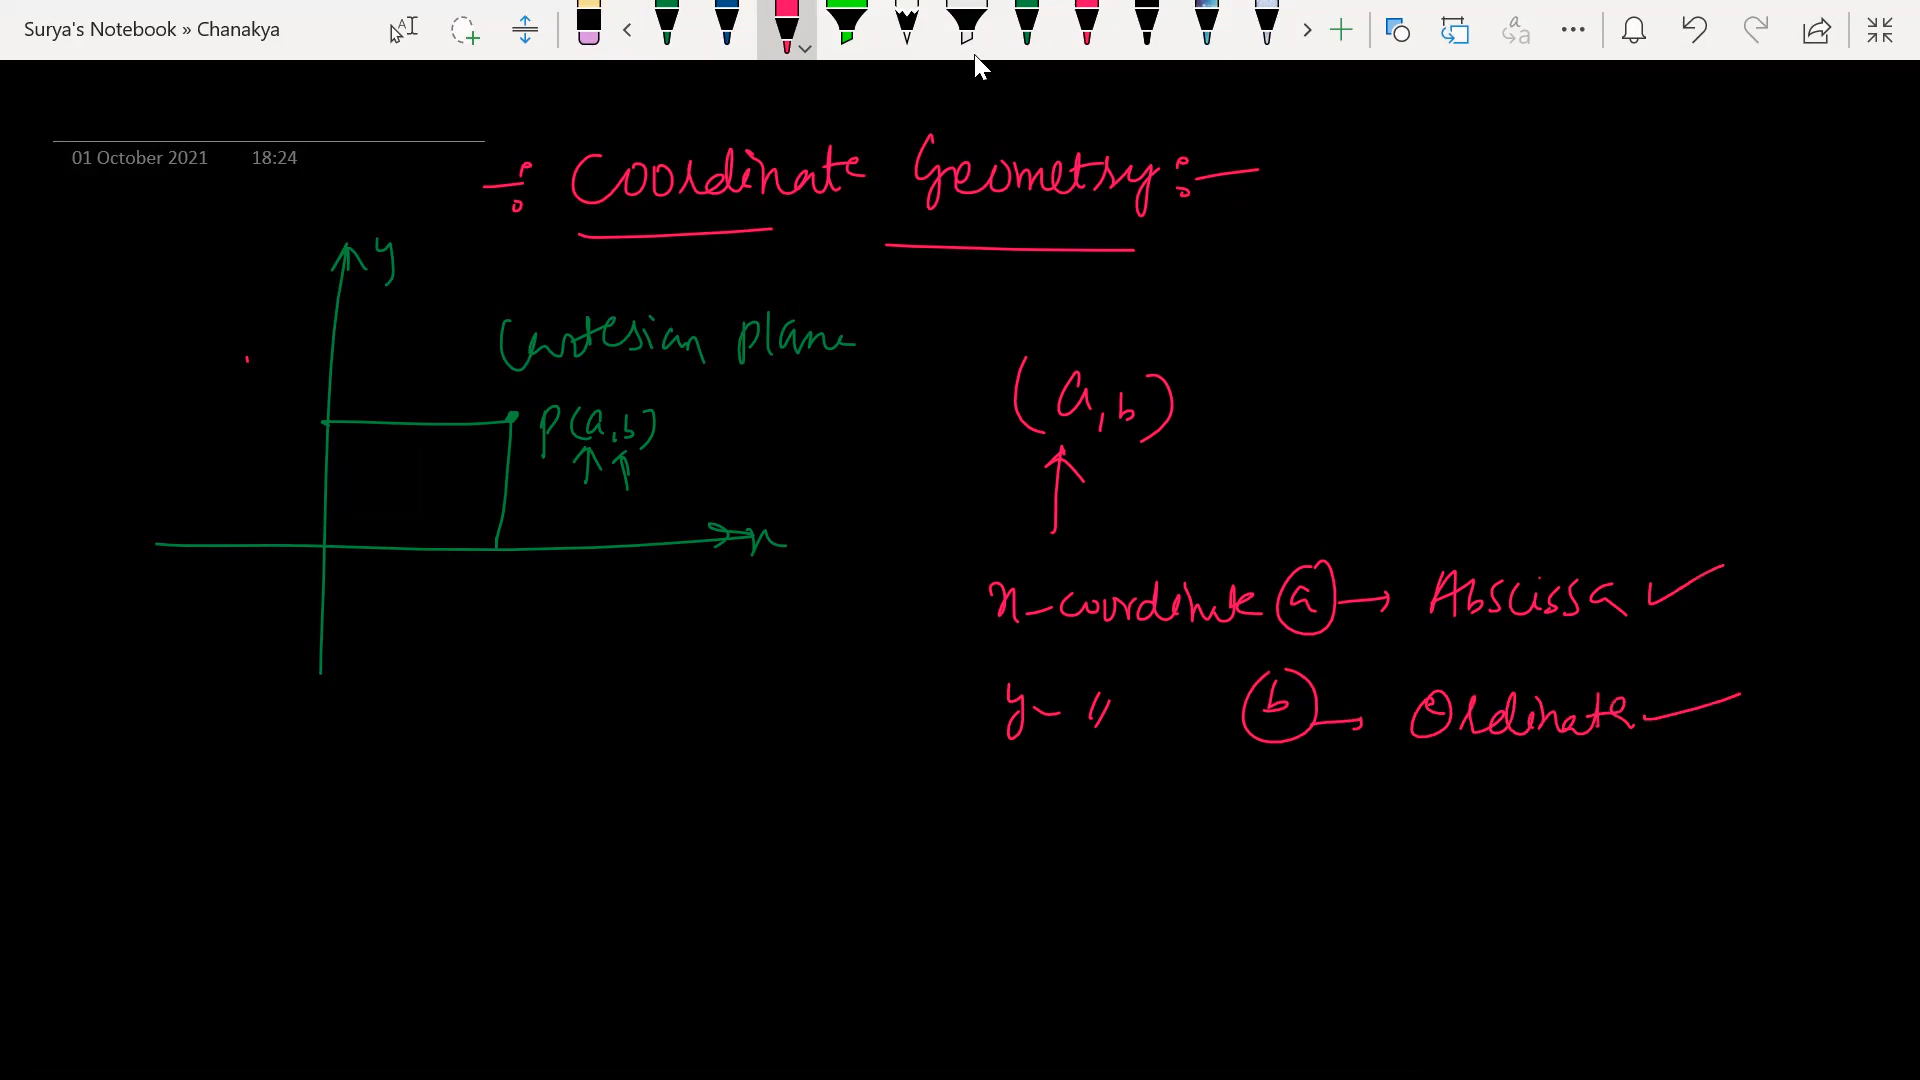 Surya's Notebook » Chanakya
01 October 2021 18:24
Coordinate Geometry :-
y
Cartesian plane
P(a,b)
x
(a,b)
x-coordinate a → Abscissa ✓
y- " b → Ordinate